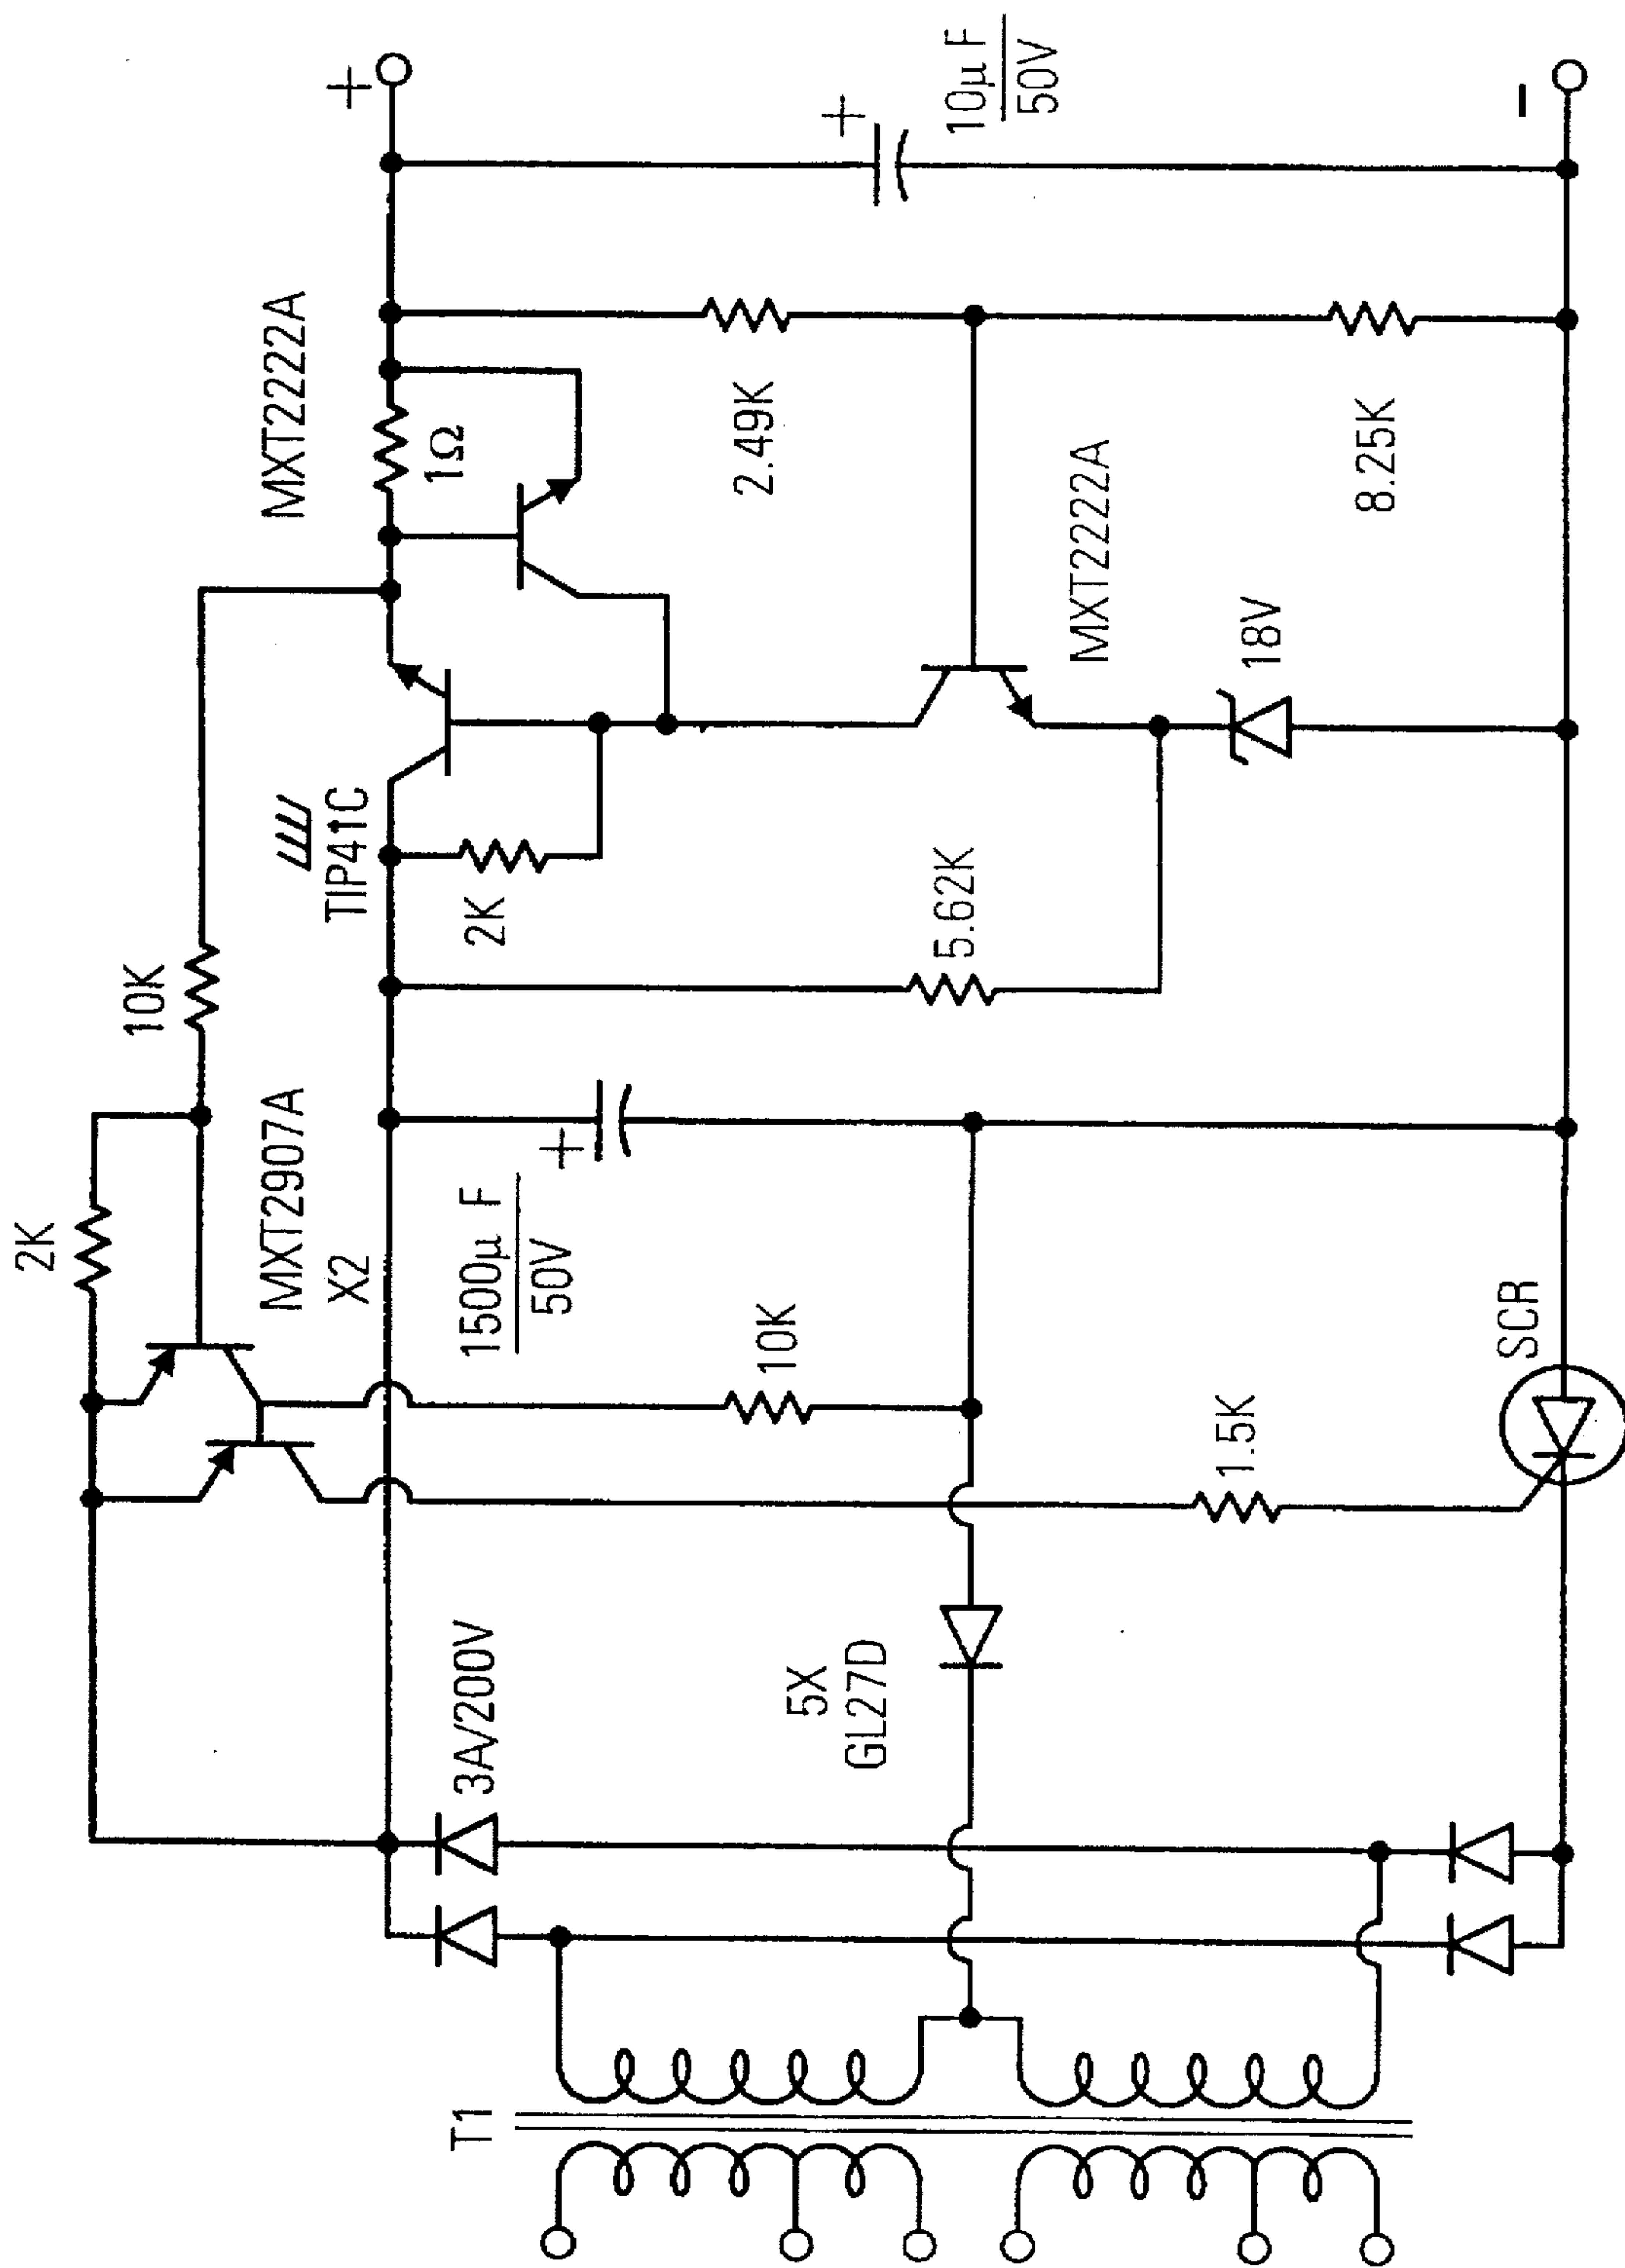 T1
3A/200V
5X
GL27D
2K
10K
MXT2907A
X2
1500μ F
50V
+
10K
1.5K
SCR
TIP41C
2K
5.62K
MXT2222A
1Ω
MXT2222A
18V
2.49K
8.25K
+
10μ F
50V
+
-